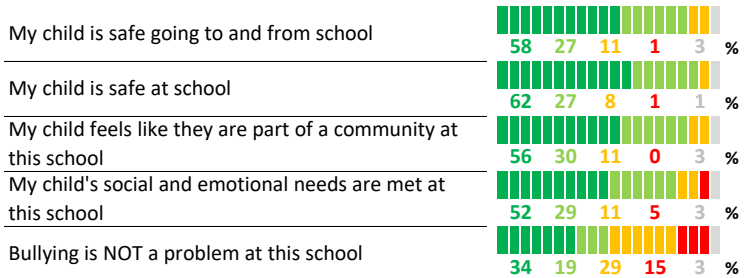 My child is safe going to and from school
58 27 11 1 3 %
My child is safe at school
62 27 8 1 1 %
My child feels like they are part of a community at
this school
56 30 11 0 3 %
My child's social and emotional needs are met at
this school
52 29 11 5 3 %
Bullying is NOT a problem at this school
34 19 29 15 3 %